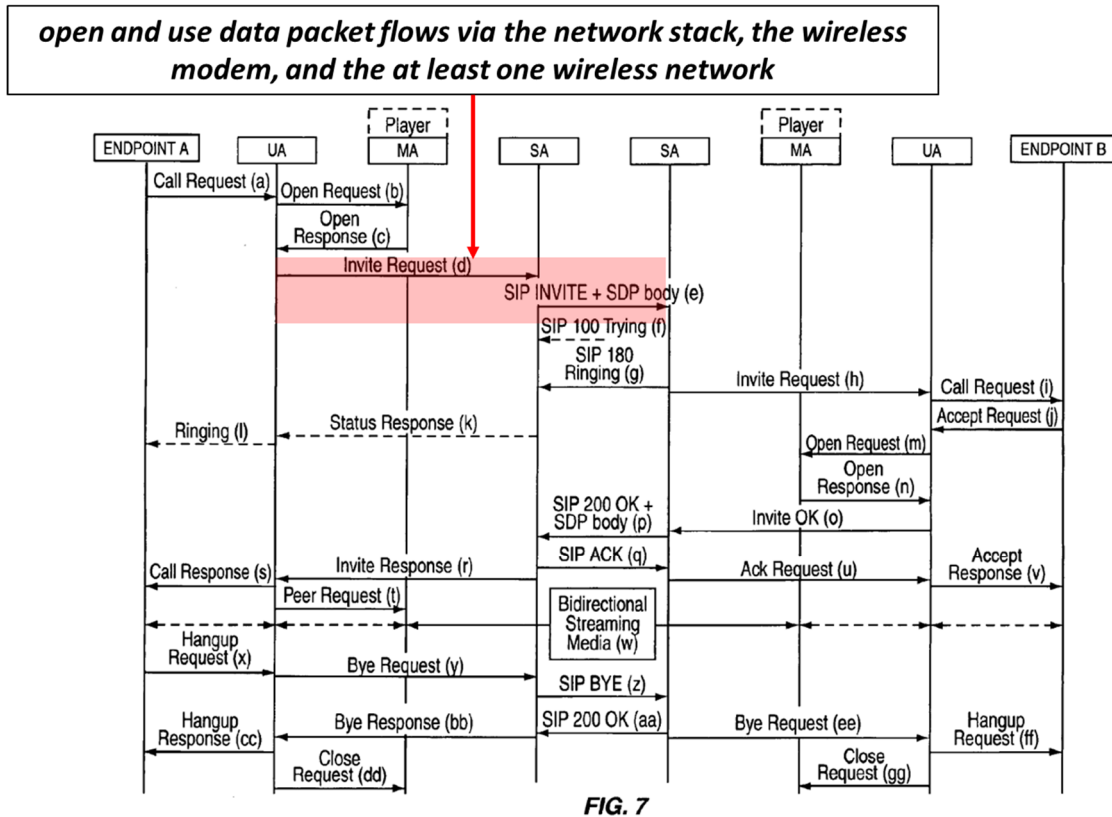 open and use data packet flows via the network stack, the wireless
modem, and the at least one wireless network
Player
Player
ENDPOINT A
UA
MA
SA
SA
MA
UA
ENDPOINT B
Call Request (a)
Open Request (b)
Open
Response (c)
Invite Request (d)
SIP INVITE + SDP body (e)
SIP 100 Trying (f)
SIP 180
Ringing (g)
Invite Request (h)
Call Request (i)
Accept Request (j)
Status Response (k)
Ringing (l)
Open Request (m)
Open
Response (n)
SIP 200 OK +
SDP body (p)
Invite OK (o)
SIP ACK (q)
Invite Response (r)
Call Response (s)
Ack Request (u)
Accept
Response (v)
Peer Request (t)
Bidirectional
Streaming
Media (w)
Hangup
Request (x)
Bye Request (y)
SIP BYE (z)
SIP 200 OK (aa)
Bye Response (bb)
Hangup
Response (cc)
Bye Request (ee)
Hangup
Request (ff)
Close
Request (dd)
Close
Request (gg)
FIG. 7